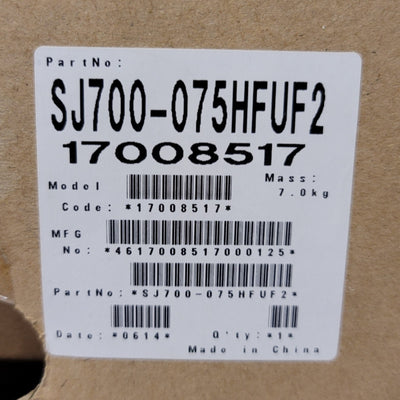 PartNo:
SJ700-075HFUF2
17008517
Model Mass:
7.0kg
Code: *17008517*
MFG
No: *4617008517000125*
PartNo:*SJ700-075HFUF2*
Date: *0614* Q'ty:*1*
Made in China